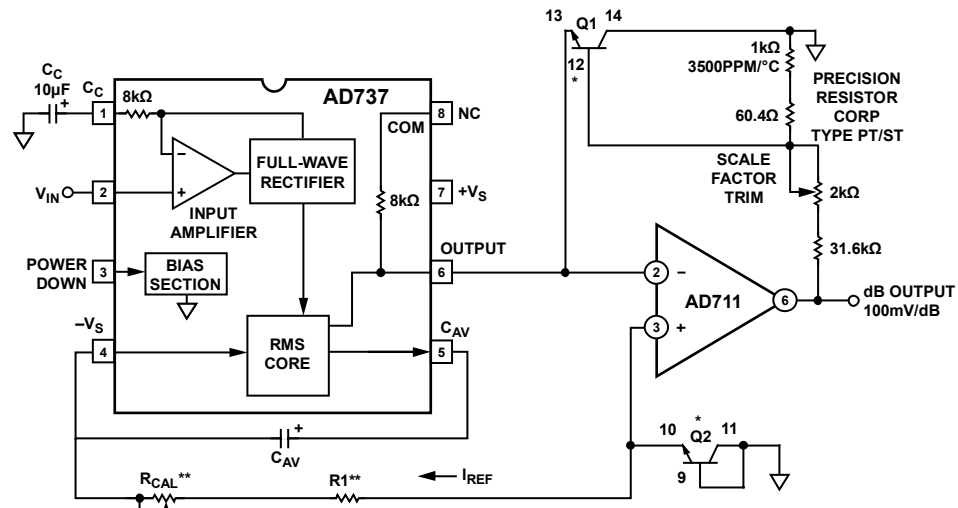 13
Q1
14
12
*
1kΩ
3500PPM/°C
60.4Ω
PRECISION
RESISTOR
CORP
TYPE PT/ST
SCALE
FACTOR
TRIM
2kΩ
31.6kΩ
CC
10µF
+
CC
1
8kΩ
AD737
8
NC
COM
FULL-WAVE
RECTIFIER
−
+
INPUT
AMPLIFIER
VIN
2
8kΩ
7
+VS
OUTPUT
6
POWER
DOWN
3
BIAS
SECTION
−VS
4
RMS
CORE
CAV
5
2
−
AD711
3
+
6
dB OUTPUT
100mV/dB
+
CAV
10
*
Q2
11
9
RCAL**
R1**
IREF